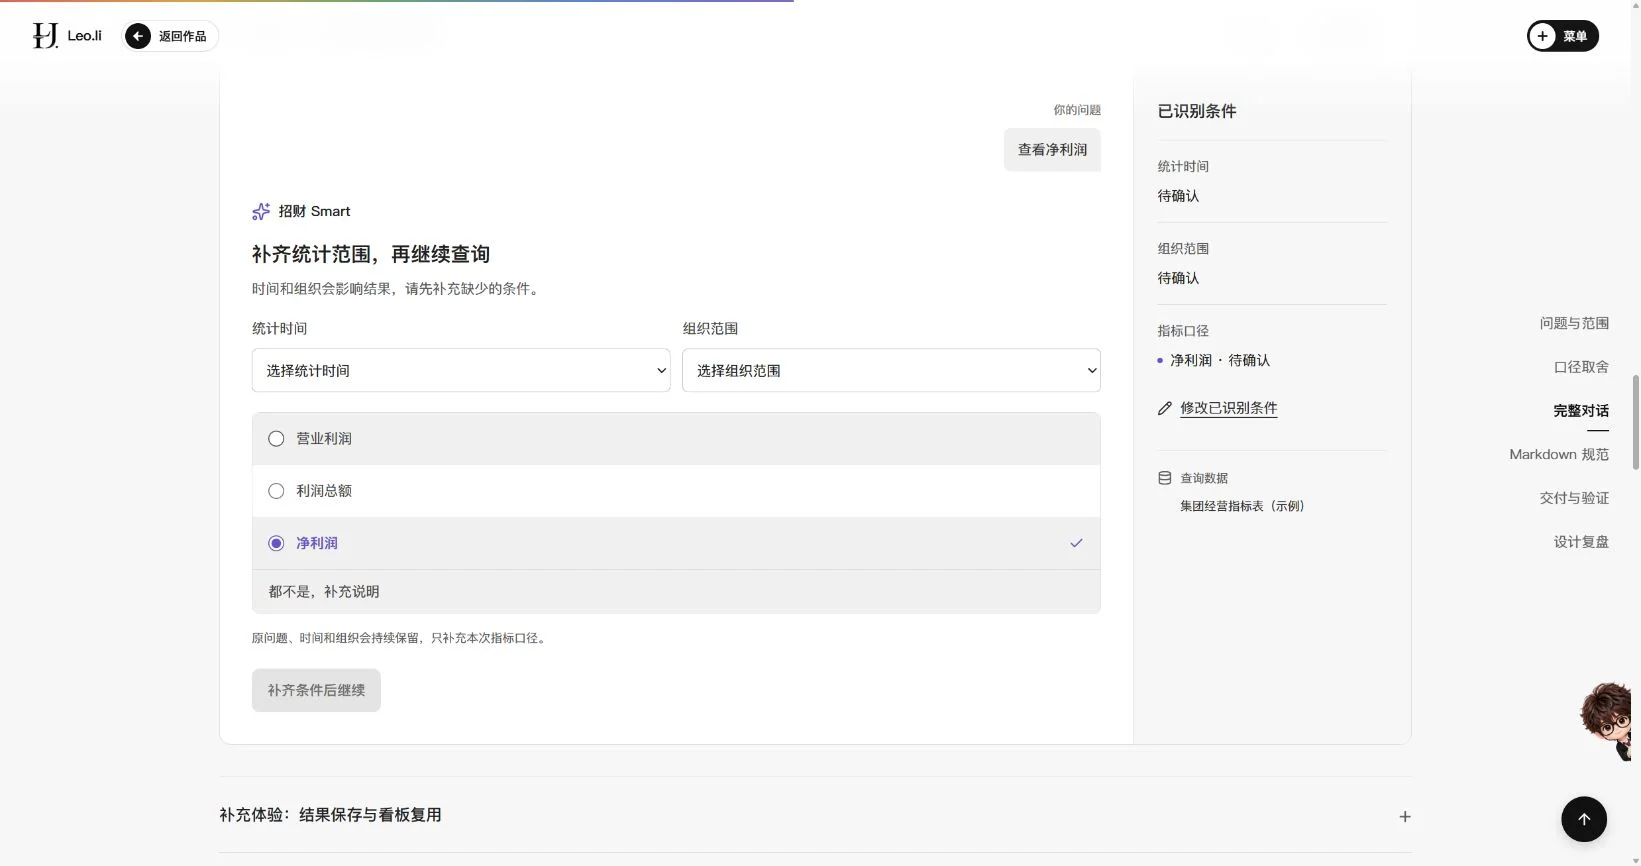 Leo.li
返回作品
菜单
你的问题
查看净利润
招财 Smart
补齐统计范围，再继续查询
时间和组织会影响结果，请先补充缺少的条件。
统计时间
组织范围
选择统计时间
选择组织范围
营业利润
利润总额
净利润
都不是，补充说明
原问题、时间和组织会持续保留，只补充本次指标口径。
补齐条件后继续
已识别条件
统计时间
待确认
组织范围
待确认
指标口径
净利润 · 待确认
修改已识别条件
查询数据
集团经营指标表（示例）
问题与范围
口径取舍
完整对话
Markdown 规范
交付与验证
设计复盘
补充体验：结果保存与看板复用